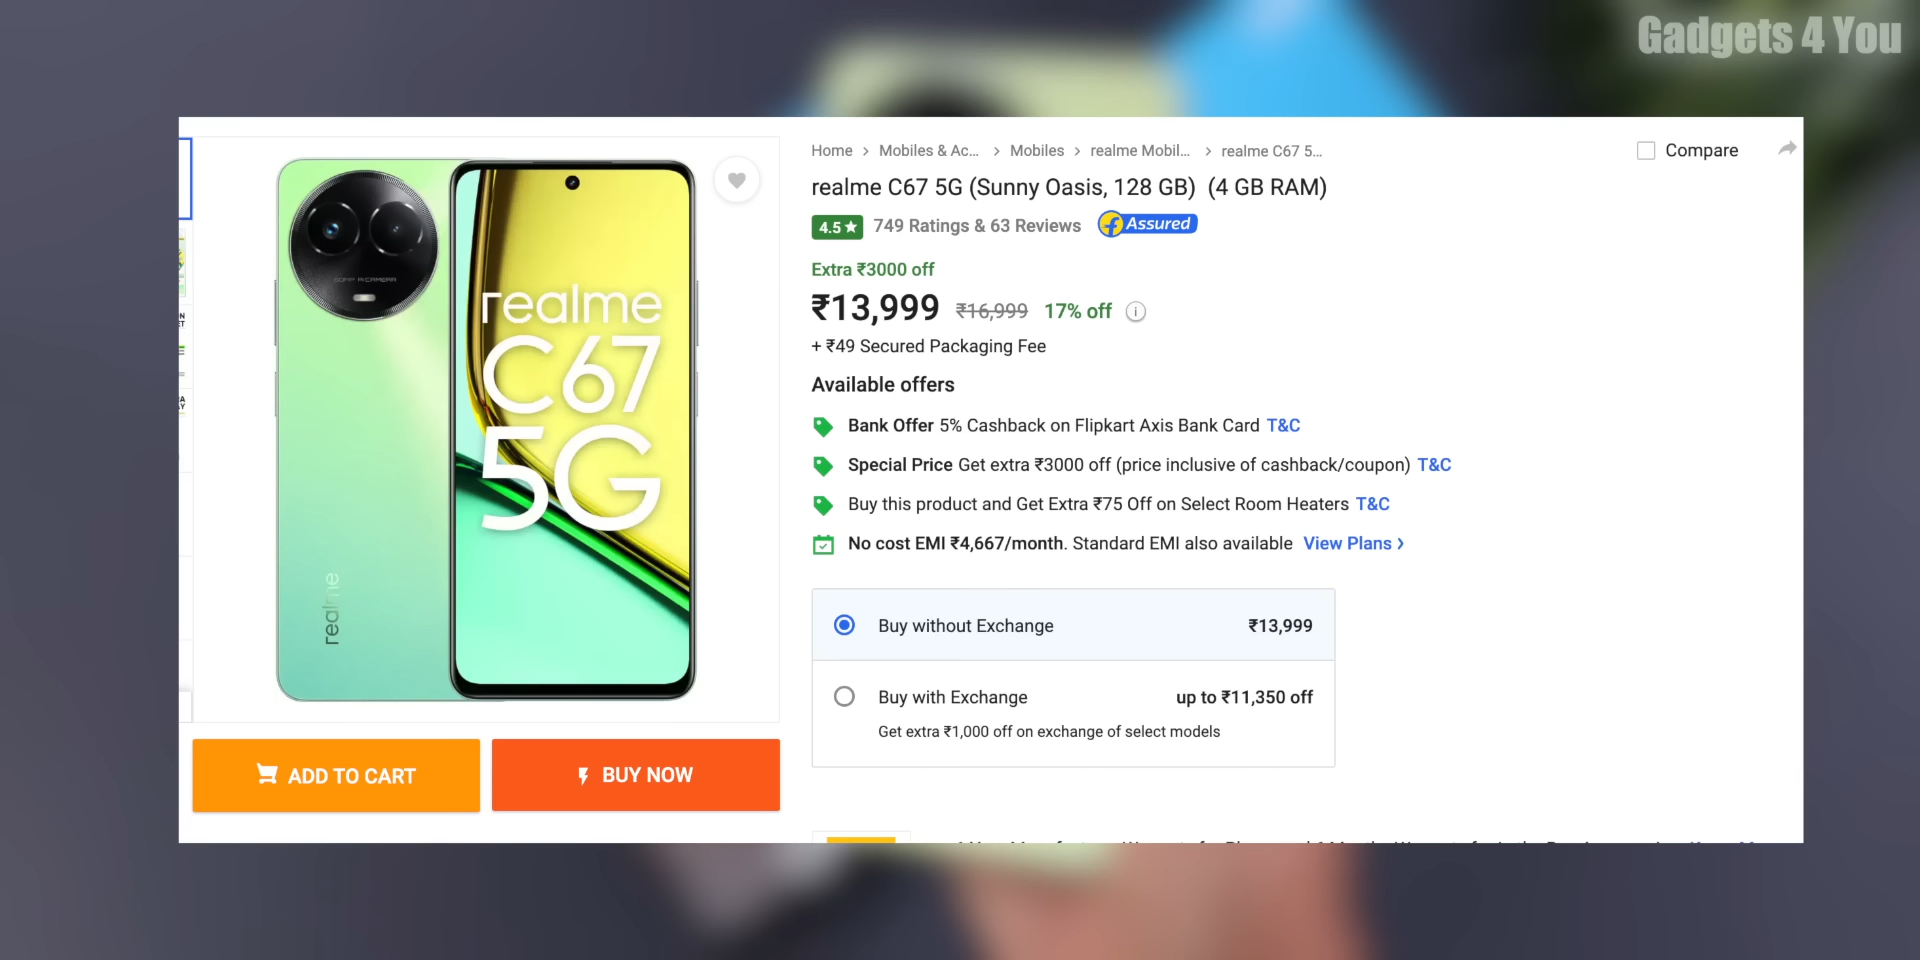 Gadgets 4 You
Home > Mobiles & Ac... > Mobiles > realme Mobil... > realme C67 5...
Compare
realme C67 5G (Sunny Oasis, 128 GB) (4 GB RAM)
4.5★ 749 Ratings & 63 Reviews Assured
Extra ₹3000 off
₹13,999 ₹16,999 17% off i
+ ₹49 Secured Packaging Fee
Available offers
Bank Offer 5% Cashback on Flipkart Axis Bank Card T&C
Special Price Get extra ₹3000 off (price inclusive of cashback/coupon) T&C
Buy this product and Get Extra ₹75 Off on Select Room Heaters T&C
No cost EMI ₹4,667/month. Standard EMI also available View Plans >
Buy without Exchange ₹13,999
Buy with Exchange up to ₹11,350 off
Get extra ₹1,000 off on exchange of select models
realme
C67
5G
realme
ADD TO CART
BUY NOW